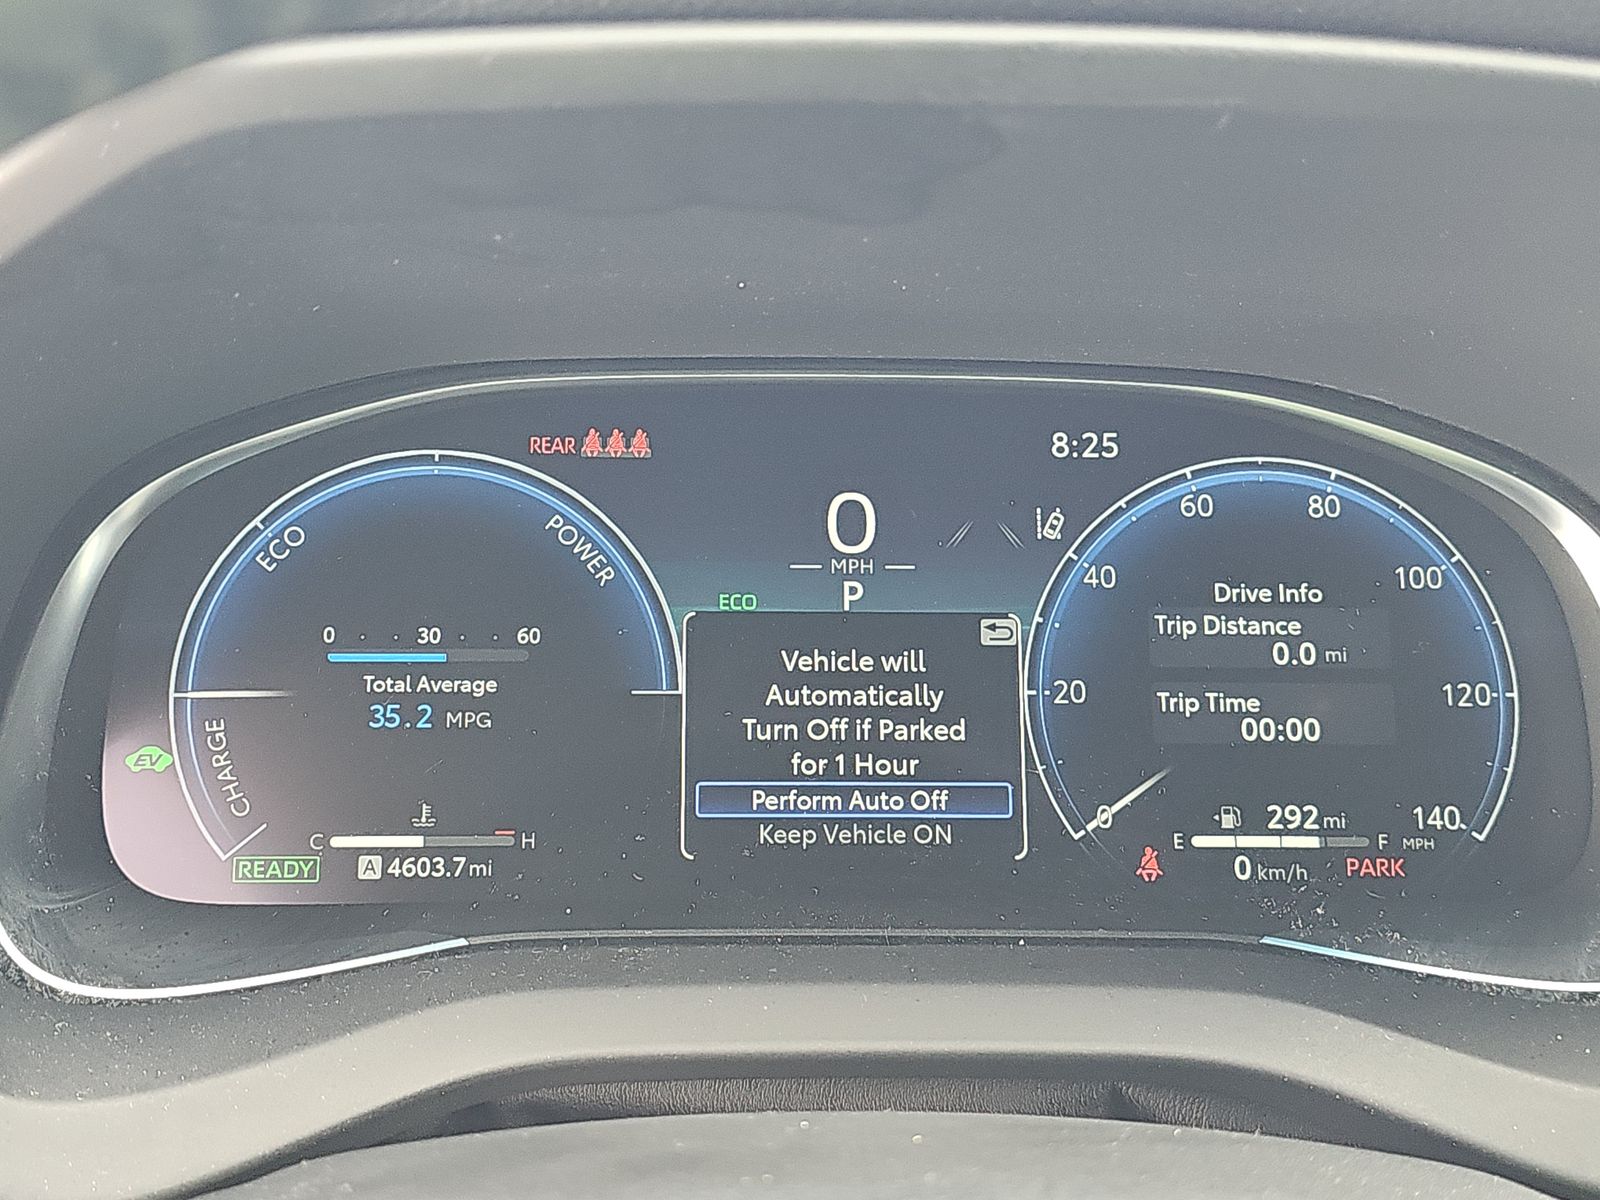 REAR
8:25
0
MPH
P
ECO
ECO
POWER
CHARGE
0 30 60
Total Average
35.2 MPG
EV
C H
READY
A 4603.7 mi
Vehicle will
Automatically
Turn Off if Parked
for 1 Hour
Perform Auto Off
Keep Vehicle ON
0
20
40
60
80
100
120
140
MPH
Drive Info
Trip Distance
0.0 mi
Trip Time
00:00
292 mi
E F
0 km/h
PARK